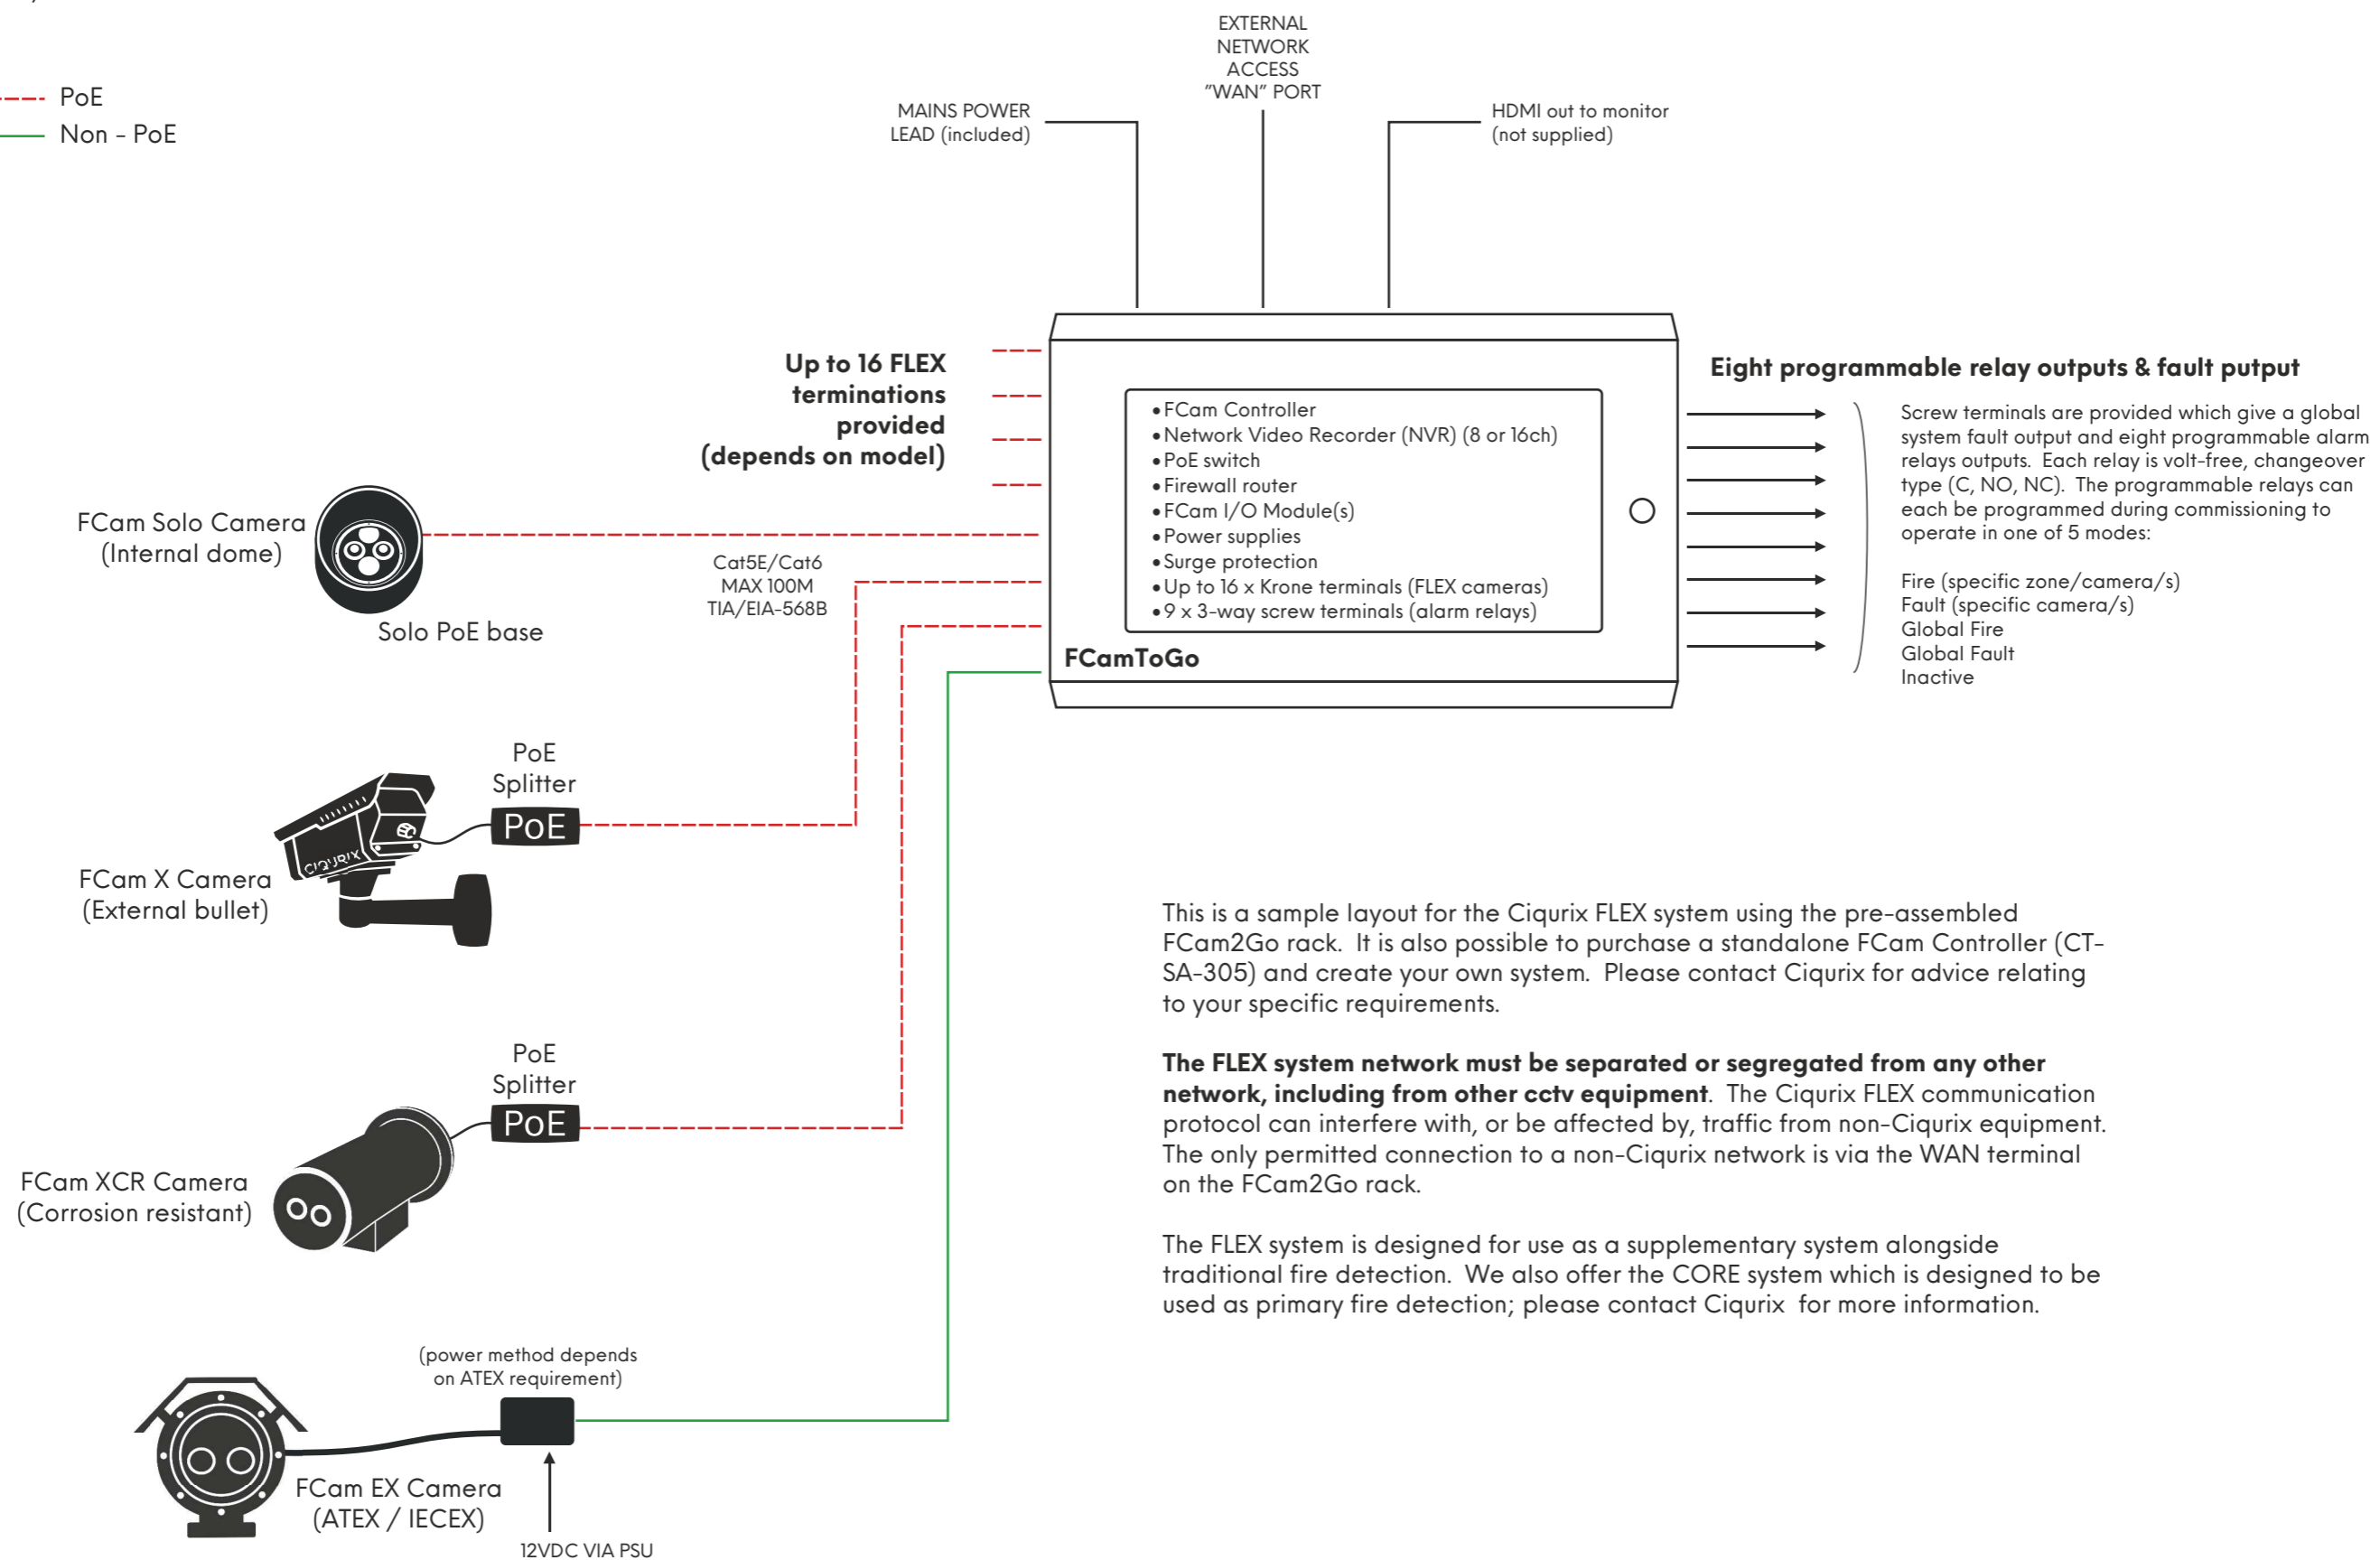 PoE
Non - PoE
EXTERNAL
NETWORK
ACCESS
"WAN" PORT
MAINS POWER
LEAD (included)
HDMI out to monitor
(not supplied)
Up to 16 FLEX
terminations
provided
(depends on model)
FCam Solo Camera
(Internal dome)
Solo PoE base
Cat5E/Cat6
MAX 100M
TIA/EIA-568B
• FCam Controller
• Network Video Recorder (NVR) (8 or 16ch)
• PoE switch
• Firewall router
• FCam I/O Module(s)
• Power supplies
• Surge protection
• Up to 16 x Krone terminals (FLEX cameras)
• 9 x 3-way screw terminals (alarm relays)
FCamToGo
Eight programmable relay outputs & fault putput
Screw terminals are provided which give a global
system fault output and eight programmable alarm
relays outputs. Each relay is volt-free, changeover
type (C, NO, NC). The programmable relays can
each be programmed during commissioning to
operate in one of 5 modes:
Fire (specific zone/camera/s)
Fault (specific camera/s)
Global Fire
Global Fault
Inactive
PoE
Splitter
PoE
CIQURIX
FCam X Camera
(External bullet)
PoE
Splitter
PoE
FCam XCR Camera
(Corrosion resistant)
(power method depends
on ATEX requirement)
FCam EX Camera
(ATEX / IECEX)
12VDC VIA PSU
This is a sample layout for the Ciqurix FLEX system using the pre-assembled
FCam2Go rack. It is also possible to purchase a standalone FCam Controller (CT-
SA-305) and create your own system. Please contact Ciqurix for advice relating
to your specific requirements.
The FLEX system network must be separated or segregated from any other
network, including from other cctv equipment. The Ciqurix FLEX communication
protocol can interfere with, or be affected by, traffic from non-Ciqurix equipment.
The only permitted connection to a non-Ciqurix network is via the WAN terminal
on the FCam2Go rack.
The FLEX system is designed for use as a supplementary system alongside
traditional fire detection. We also offer the CORE system which is designed to be
used as primary fire detection; please contact Ciqurix for more information.